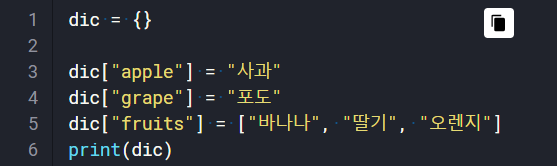 1 dic = {}
2
3 dic["apple"] = "사과"
4 dic["grape"] = "포도"
5 dic["fruits"] = ["바나나", "딸기", "오렌지"]
6 print(dic)